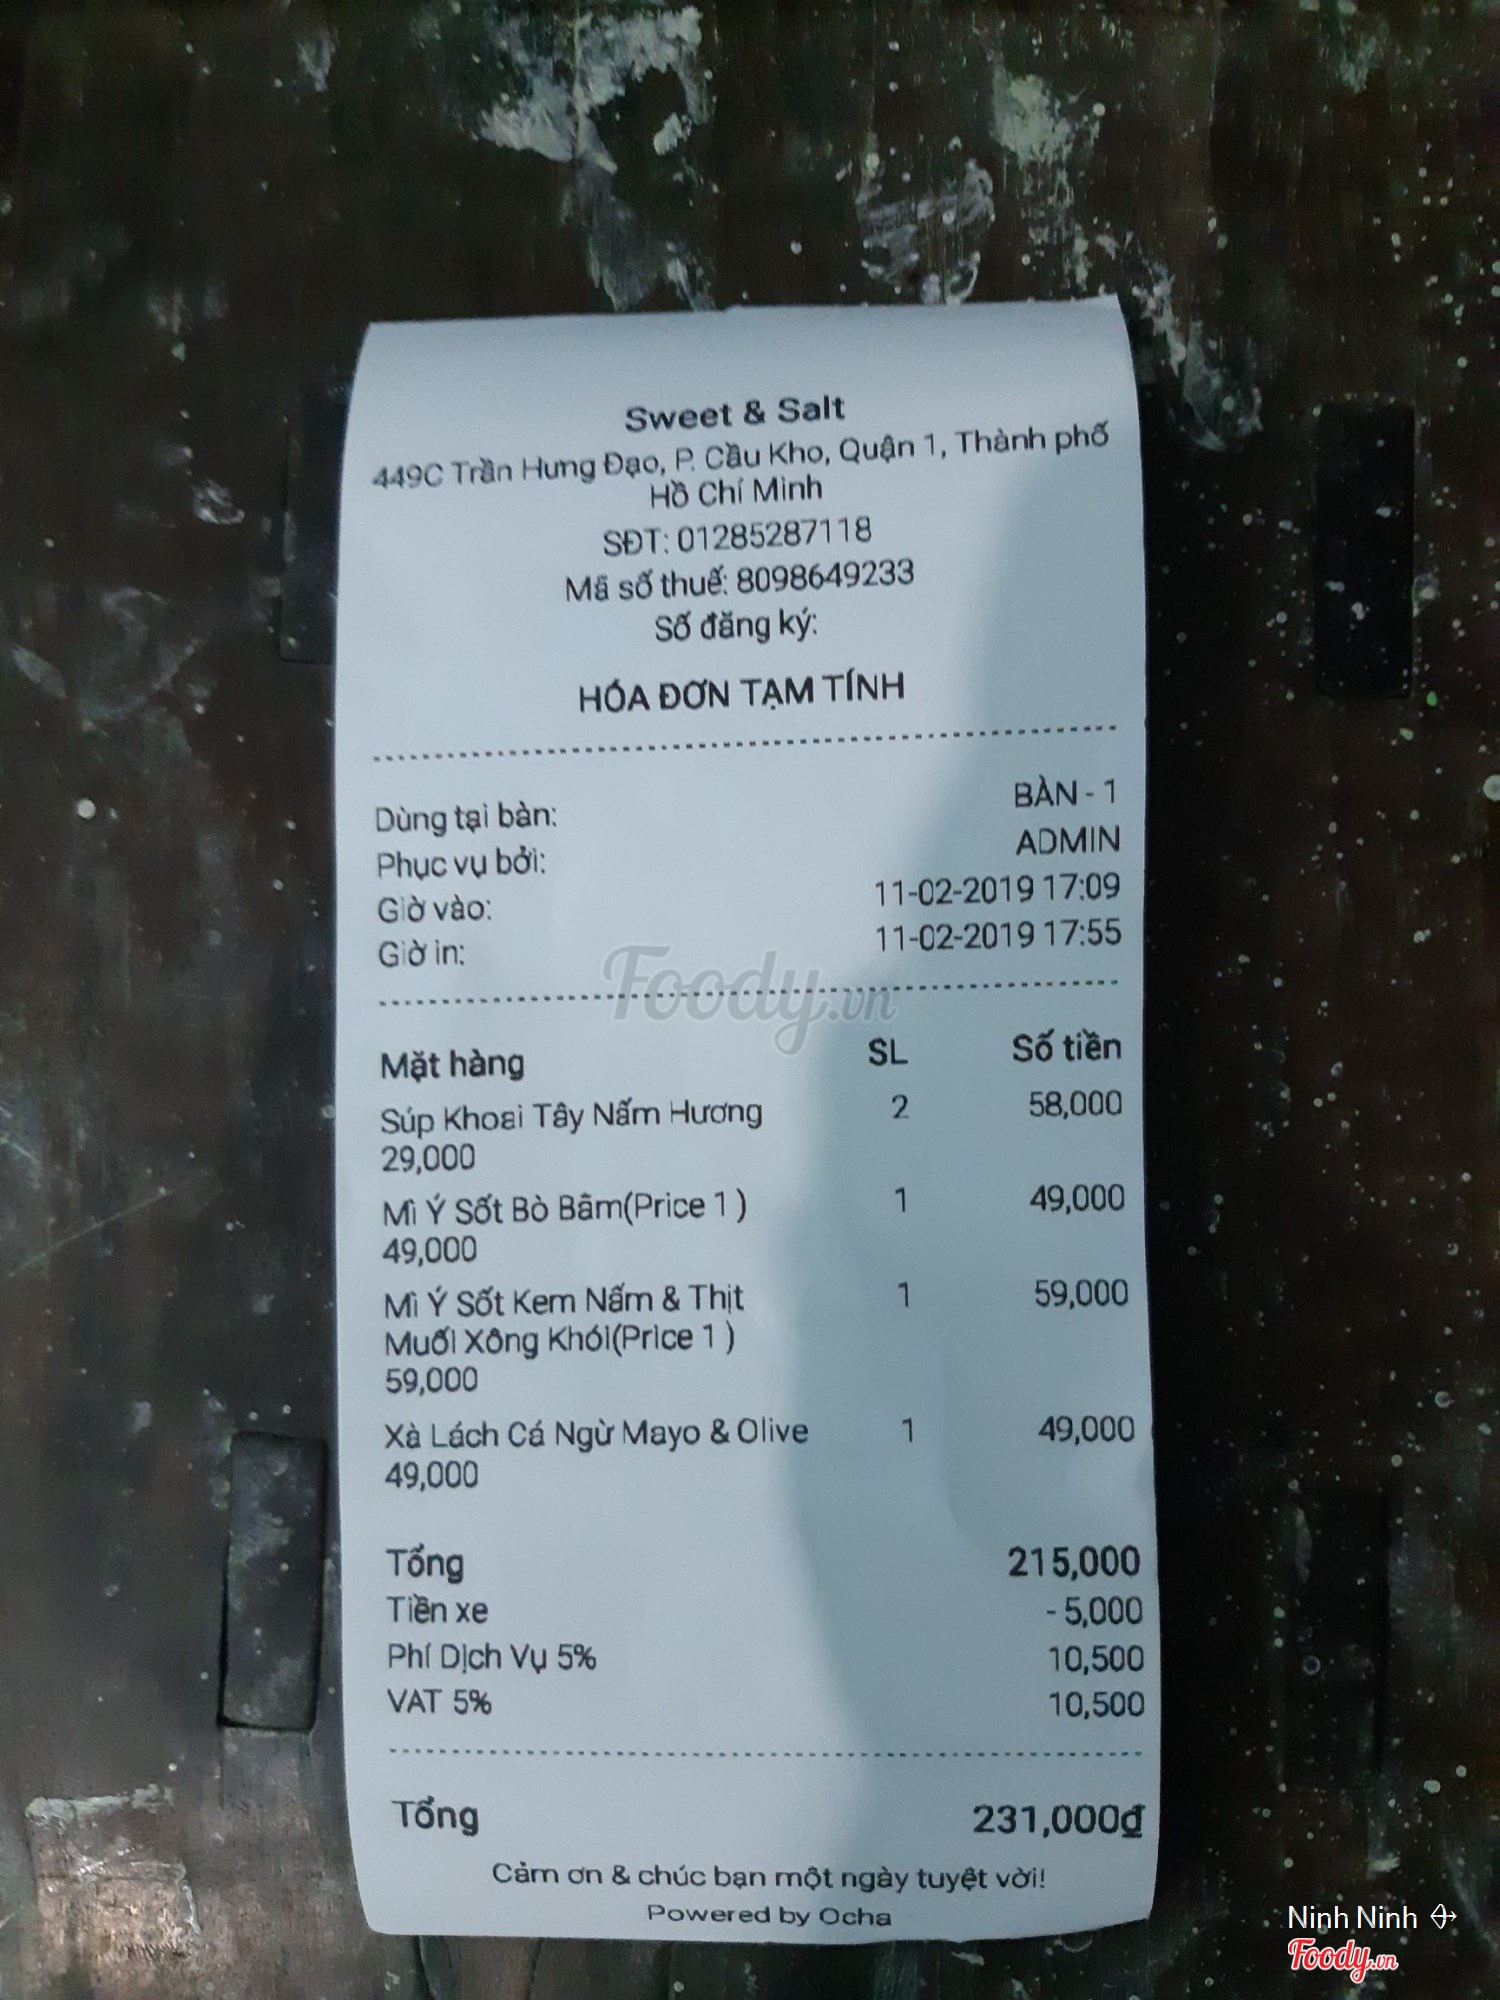 Sweet & Salt
449C Trần Hưng Đạo, P. Cầu Kho, Quận 1, Thành phố
Hồ Chí Minh
SĐT: 01285287118
Mã số thuế: 8098649233
Số đăng ký:
HÓA ĐƠN TẠM TÍNH
Dùng tại bàn: BÀN - 1
Phục vụ bởi: ADMIN
Giờ vào: 11-02-2019 17:09
Giờ in: 11-02-2019 17:55
Foody.vn
Mặt hàng SL Số tiền
Súp Khoai Tây Nấm Hương 2 58,000
29,000
Mì Ý Sốt Bò Bằm(Price 1 ) 1 49,000
49,000
Mì Ý Sốt Kem Nấm & Thịt 1 59,000
Muối Xông Khói(Price 1 )
59,000
Xà Lách Cá Ngừ Mayo & Olive 1 49,000
49,000
Tổng 215,000
Tiền xe - 5,000
Phí Dịch Vụ 5% 10,500
VAT 5% 10,500
Tổng 231,000₫
Cảm ơn & chúc bạn một ngày tuyệt vời!
Powered by Ocha
Ninh Ninh
Foody.vn